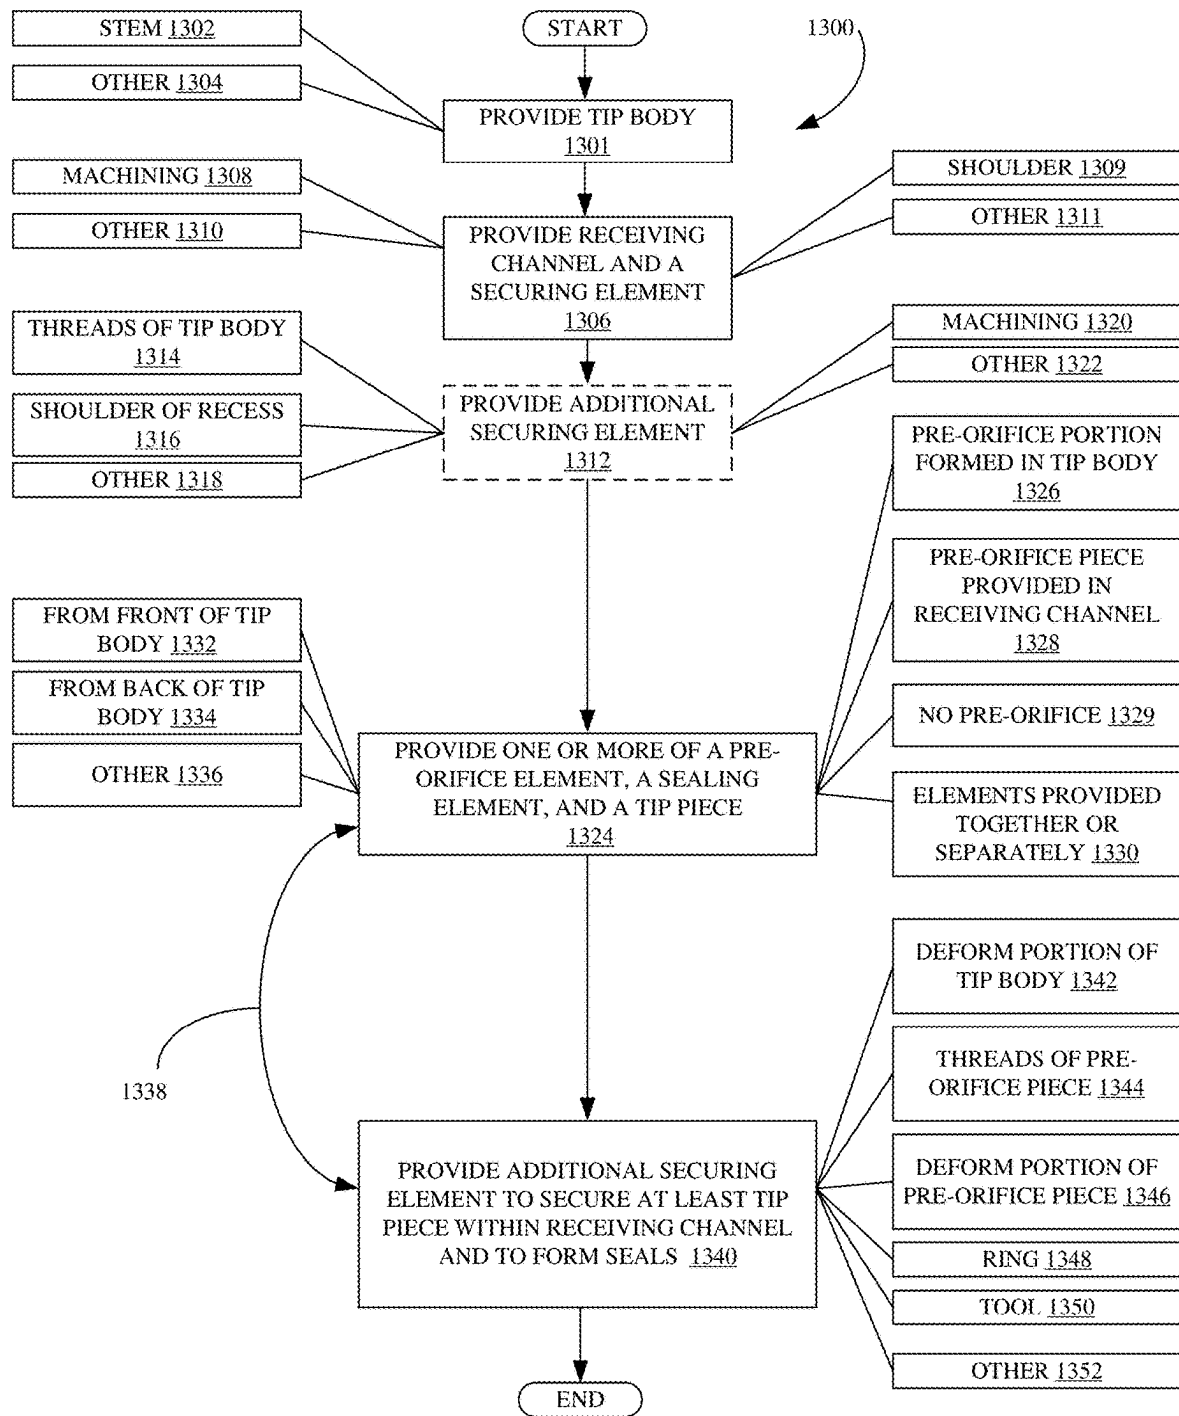 STEM 1302
START
1300
OTHER 1304
PROVIDE TIP BODY
1301
MACHINING 1308
SHOULDER 1309
OTHER 1310
OTHER 1311
PROVIDE RECEIVING
CHANNEL AND A
SECURING ELEMENT
1306
THREADS OF TIP BODY
1314
MACHINING 1320
OTHER 1322
SHOULDER OF RECESS
1316
OTHER 1318
PROVIDE ADDITIONAL
SECURING ELEMENT
1312
PRE-ORIFICE PORTION
FORMED IN TIP BODY
1326
PRE-ORIFICE PIECE
PROVIDED IN
RECEIVING CHANNEL
1328
FROM FRONT OF TIP
BODY 1332
FROM BACK OF TIP
BODY 1334
NO PRE-ORIFICE 1329
OTHER 1336
PROVIDE ONE OR MORE OF A PRE-
ORIFICE ELEMENT, A SEALING
ELEMENT, AND A TIP PIECE
1324
ELEMENTS PROVIDED
TOGETHER OR
SEPARATELY 1330
DEFORM PORTION OF
TIP BODY 1342
1338
THREADS OF PRE-
ORIFICE PIECE 1344
PROVIDE ADDITIONAL SECURING
ELEMENT TO SECURE AT LEAST TIP
PIECE WITHIN RECEIVING CHANNEL
AND TO FORM SEALS 1340
DEFORM PORTION OF
PRE-ORIFICE PIECE 1346
RING 1348
TOOL 1350
OTHER 1352
END